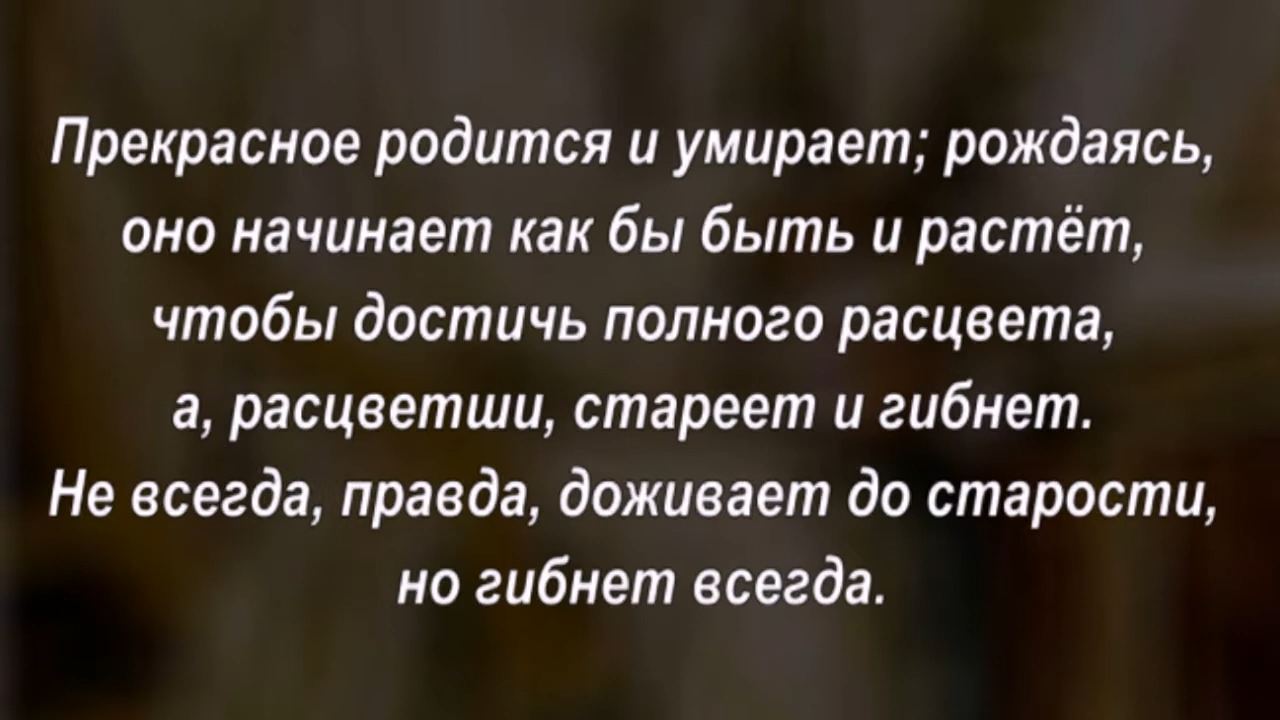 Прекрасное родится и умирает; рождаясь,
оно начинает как бы быть и растёт,
чтобы достичь полного расцвета,
а, расцветши, стареет и гибнет.
Не всегда, правда, доживает до старости,
но гибнет всегда.